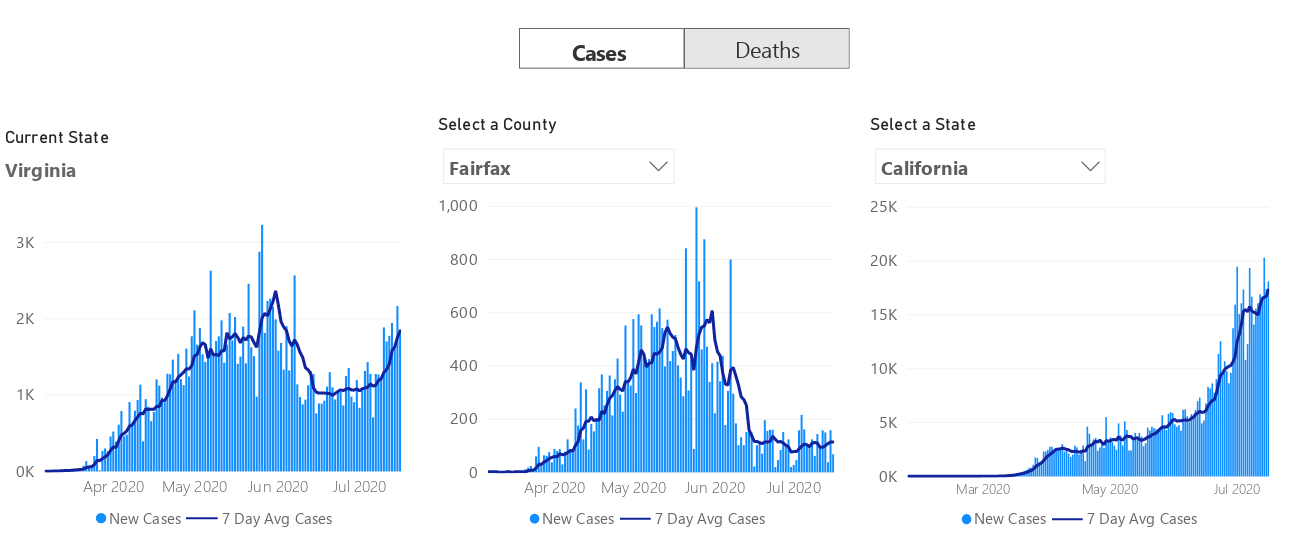 Cases Deaths
Current State
Virginia
3K
2K
1K
0K
Apr 2020 May 2020 Jun 2020 Jul 2020
New Cases 7 Day Avg Cases
Select a County
Fairfax
1,000
800
600
400
200
0
Apr 2020 May 2020 Jun 2020 Jul 2020
New Cases 7 Day Avg Cases
Select a State
California
25K
20K
15K
10K
5K
0K
Mar 2020 May 2020 Jul 2020
New Cases 7 Day Avg Cases